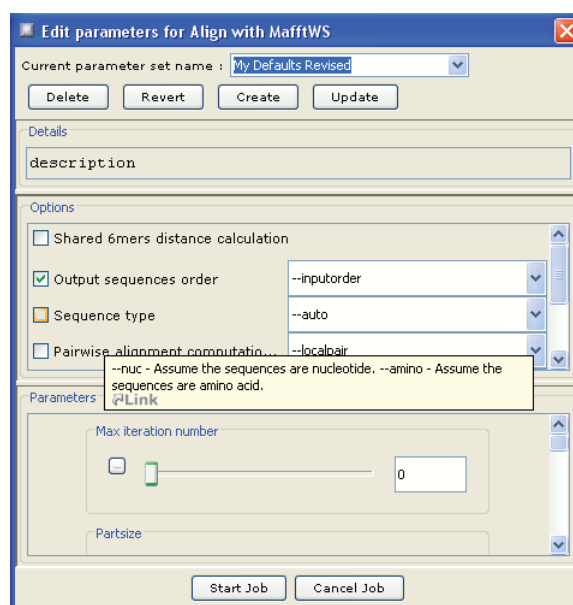 Edit parameters for Align with MafftWS
Current parameter set name : My Defaults Revised
Delete Revert Create Update
Details
description
Options
Shared 6mers distance calculation
Output sequences order --inputorder
Sequence type --auto
Pairwise alignment computatio... --localpair
--nuc - Assume the sequences are nucleotide. --amino - Assume the
sequences are amino acid.
Link
Parameters
Max iteration number
0
Partsize
Start Job Cancel Job